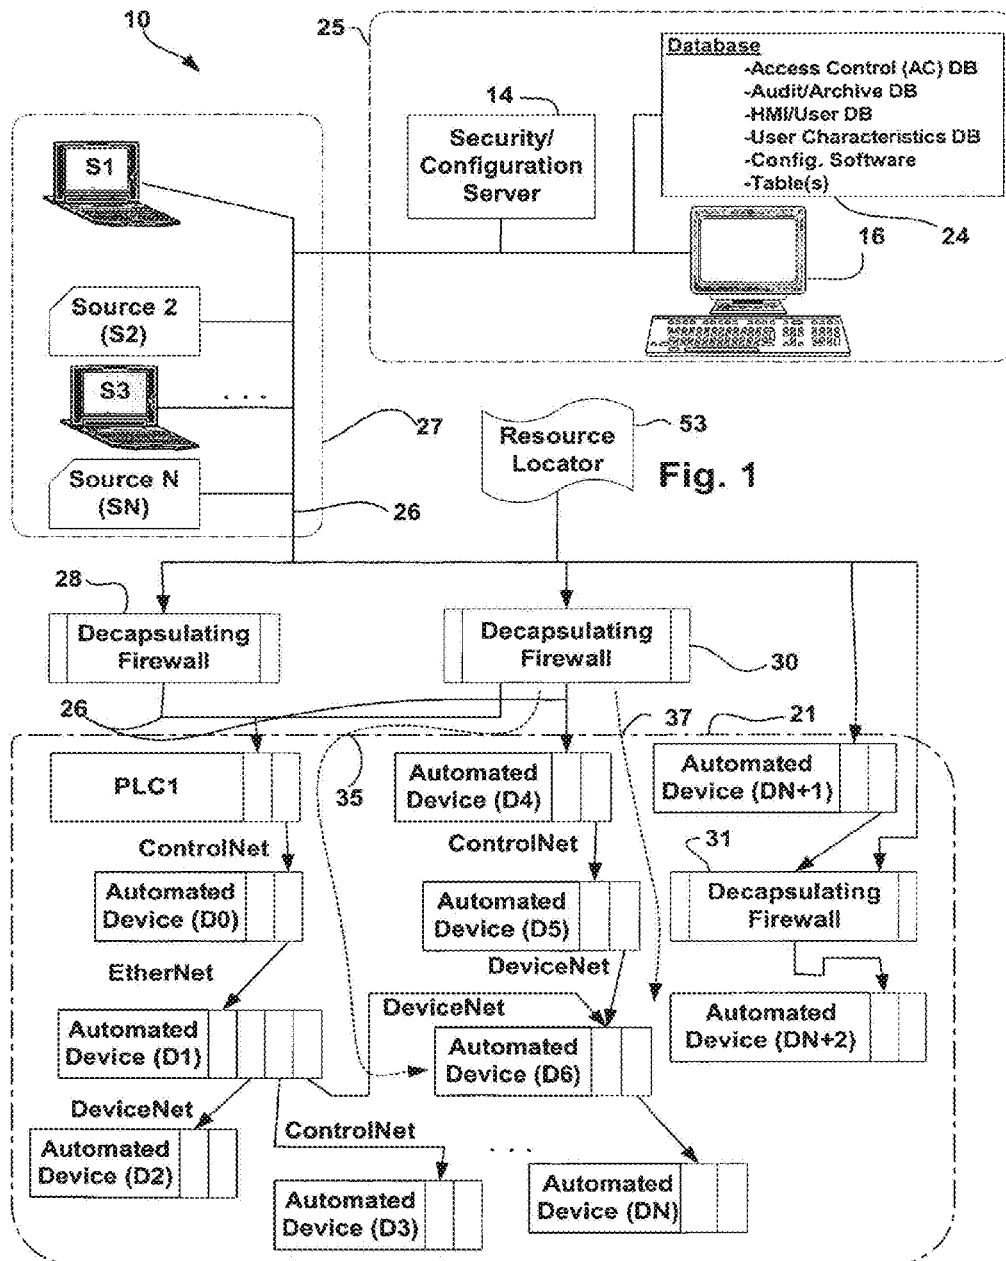 10
25
Database
-Access Control (AC) DB
-Audit/Archive DB
-HMI/User DB
-User Characteristics DB
-Config. Software
-Table(s)
14
Security/
Configuration
Server
S1
16
24
Source 2
(S2)
S3
. . .
27
Source N
(SN)
26
Resource
Locator
53
Fig. 1
28
Decapsulating
Firewall
Decapsulating
Firewall
30
26
35
37
21
PLC1
Automated
Device (D4)
Automated
Device (DN+1)
ControlNet
ControlNet
31
Automated
Device (D0)
Automated
Device (D5)
Decapsulating
Firewall
EtherNet
DeviceNet
DeviceNet
Automated
Device (D1)
Automated
Device (D6)
Automated
Device (DN+2)
DeviceNet
ControlNet
Automated
Device (D2)
. . .
Automated
Device (D3)
Automated
Device (DN)